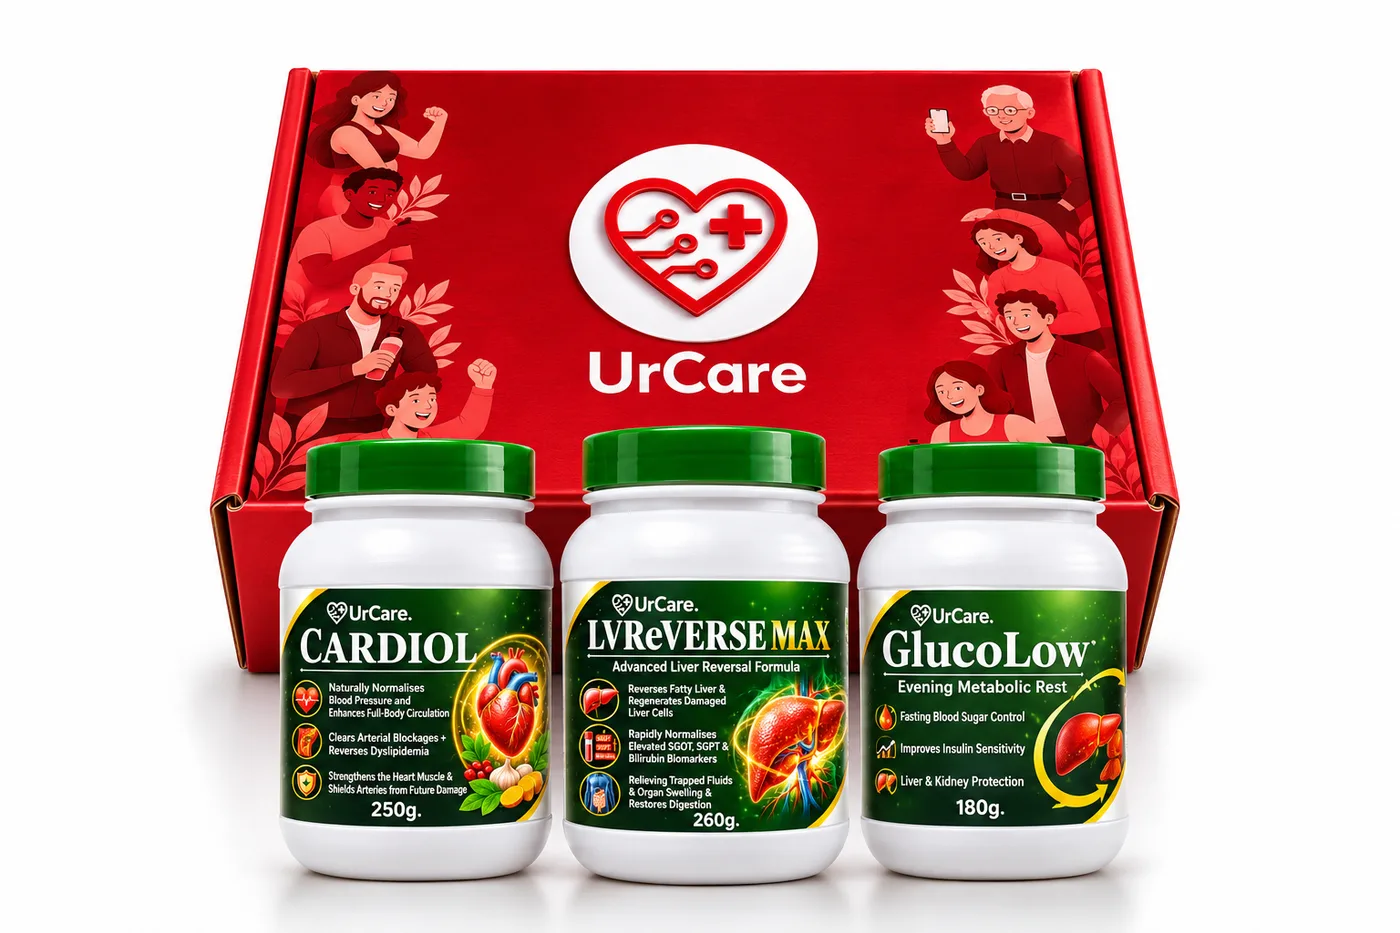 UrCare
UrCare.
CARDIOL
Naturally Normalises
Blood Pressure and
Enhances Full-Body Circulation
Clears Arterial Blockages +
Reverses Dyslipidemia
Strengthens the Heart Muscle &
Shields Arteries from Future Damage
250g.
UrCare.
LVReVERSE MAX
Advanced Liver Reversal Formula
Reverses Fatty Liver &
Regenerates Damaged
Liver Cells
Rapidly Normalises
Elevated SGOT, SGPT &
Bilirubin Biomarkers
Relieving Trapped Fluids
& Organ Swelling &
Restores Digestion
260g.
UrCare.
GlucoLow
Evening Metabolic Rest
Fasting Blood Sugar Control
Improves Insulin Sensitivity
Liver & Kidney Protection
180g.